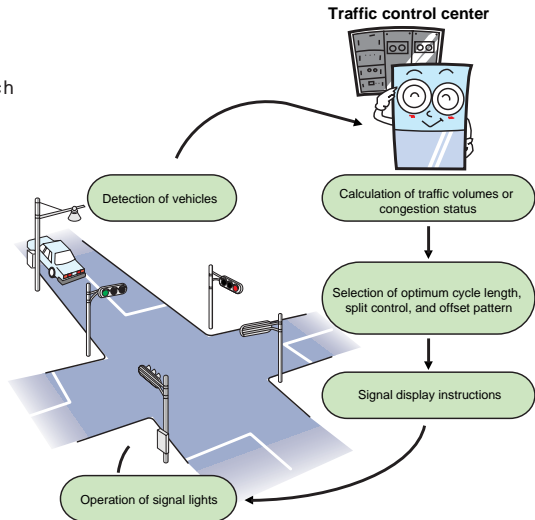 Traffic control center
ch
Detection of vehicles
Calculation of traffic volumes or
congestion status
Selection of optimum cycle length,
split control, and offset pattern
Signal display instructions
Operation of signal lights